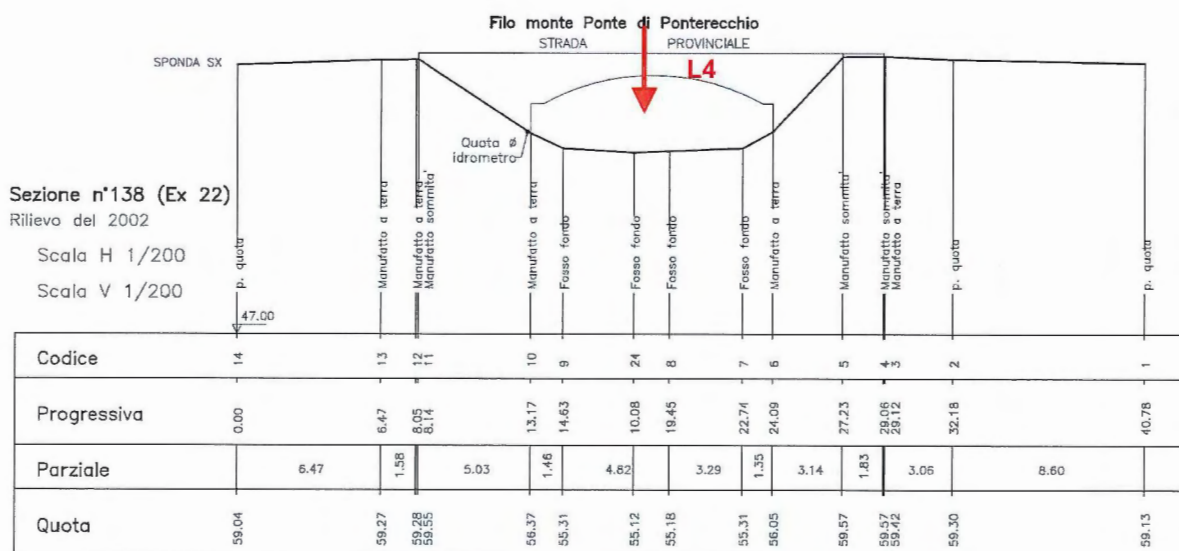 Filo monte Ponte di Ponterecchio
STRADA PROVINCIALE
SPONDA SX
L4
Quota Ø
idrometro
Sezione n°138 (Ex 22)
Rilievo del 2002
Scala H 1/200
Scala V 1/200
p. quota
Manufatto a terra
Manufatto a terra
Manufatto sommita'
Manufatto a terra
Fosso fondo
Fosso fondo
Fosso fondo
Fosso fondo
Manufatto a terra
Manufatto sommita'
Manufatto sommita'
Manufatto a terra
p. quota
p. quota
47.00
Codice 14 13 12 11 10 9 24 8 7 6 5 4 3 2 1
Progressiva 0.00 6.47 8.05 8.14 13.17 14.63 10.08 19.45 22.74 24.09 27.23 29.06 29.12 32.18 40.78
Parziale 6.47 1.58 5.03 1.46 4.82 3.29 1.35 3.14 1.83 3.06 8.60
Quota 59.04 59.27 59.28 59.55 56.37 55.31 55.12 55.18 55.31 56.05 59.57 59.57 59.42 59.30 59.13